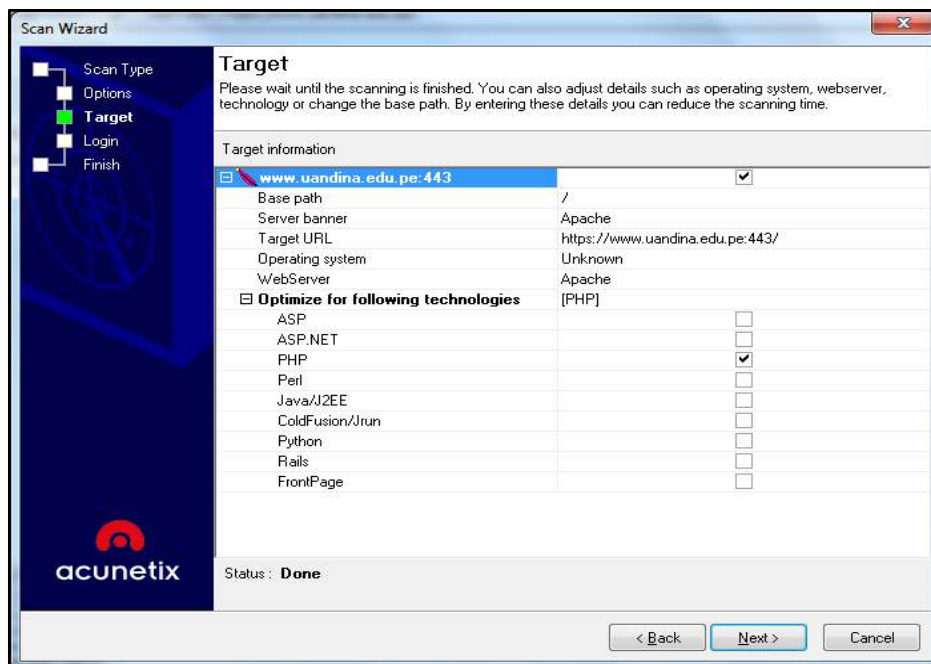 Scan Wizard
Scan Type
Options
Target
Login
Finish
Target
Please wait until the scanning is finished. You can also adjust details such as operating system, webserver,
technology or change the base path. By entering these details you can reduce the scanning time.
Target information
www.uandina.edu.pe:443
Base path /
Server banner Apache
Target URL https://www.uandina.edu.pe:443/
Operating system Unknown
WebServer Apache
Optimize for following technologies [PHP]
ASP
ASP.NET
PHP
Perl
Java/J2EE
ColdFusion/Jrun
Python
Rails
FrontPage
acunetix
Status : Done
< Back Next > Cancel